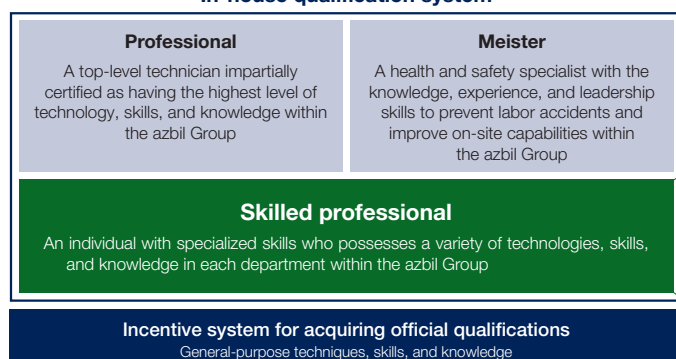 In-house qualification system
Professional
A top-level technician impartially
certified as having the highest level of
technology, skills, and knowledge within
the azbil Group
Meister
A health and safety specialist with the
knowledge, experience, and leadership
skills to prevent labor accidents and
improve on-site capabilities within
the azbil Group
Skilled professional
An individual with specialized skills who possesses a variety of technologies, skills,
and knowledge in each department within the azbil Group
Incentive system for acquiring official qualifications
General-purpose techniques, skills, and knowledge